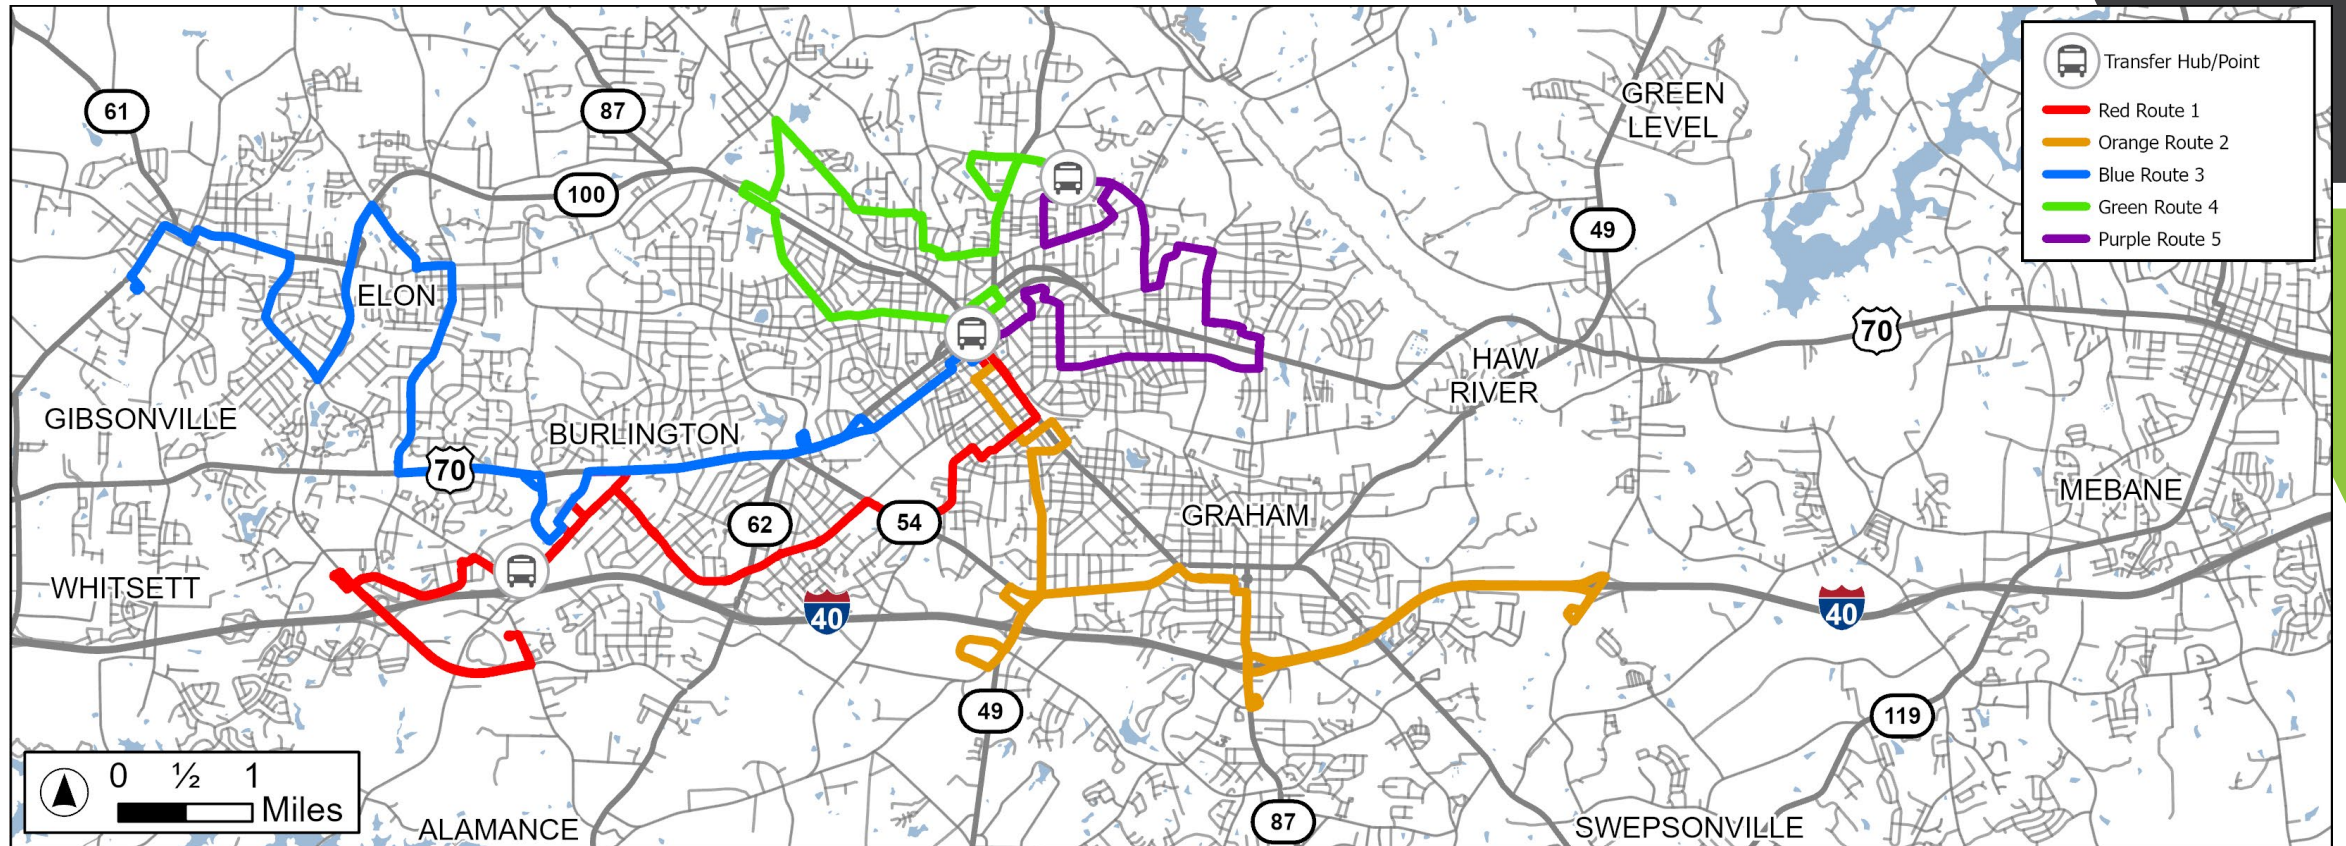 Transfer Hub/Point
Red Route 1
Orange Route 2
Blue Route 3
Green Route 4
Purple Route 5
61
87
100
GREEN
LEVEL
49
ELON
70
HAW
RIVER
GIBSONVILLE
BURLINGTON
70
62
54
GRAHAM
MEBANE
WHITSETT
40
40
49
119
87
0 ½ 1
Miles
ALAMANCE
SWEPSONVILLE